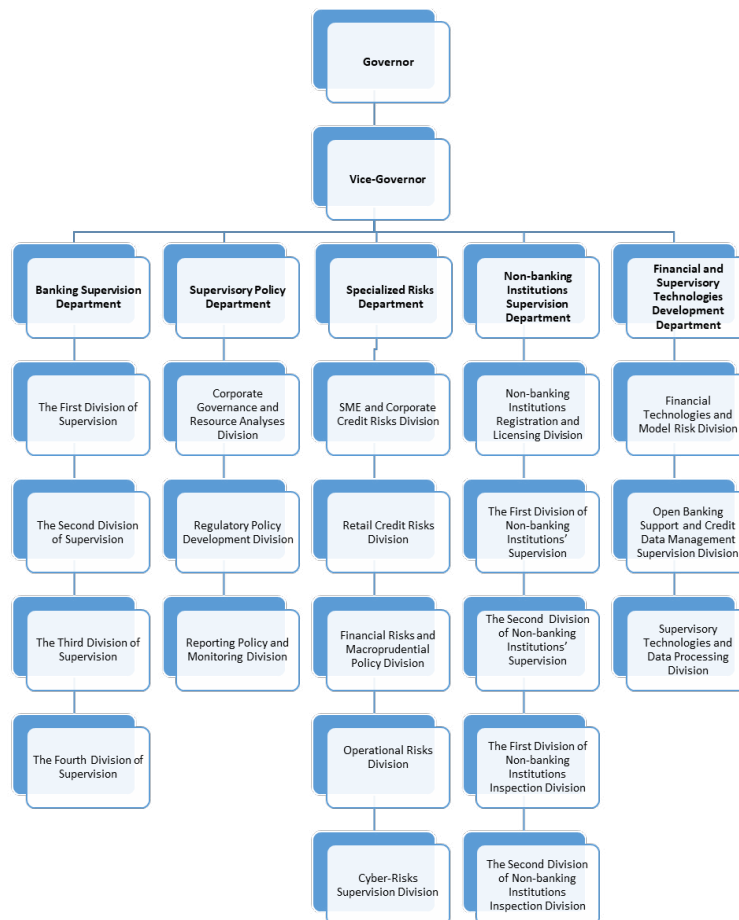 Governor
Vice-Governor
Banking Supervision
Department
Supervisory Policy
Department
Specialized Risks
Department
Non-banking
Institutions
Supervision
Department
Financial and
Supervisory
Technologies
Development
Department
The First Division of
Supervision
Corporate
Governance and
Resource Analyses
Division
SME and Corporate
Credit Risks Division
Non-banking
Institutions
Registration and
Licensing Division
Financial
Technologies and
Model Risk Division
The Second Division
of Supervision
Regulatory Policy
Development Division
Retail Credit Risks
Division
The First Division of
Non-banking
Institutions’
Supervision
Open Banking
Support and Credit
Data Management
Supervision Division
The Third Division of
Supervision
Reporting Policy and
Monitoring Division
Financial Risks and
Macroprudential
Policy Division
The Second Division
of Non-banking
Institutions’
Supervision
Supervisory
Technologies and
Data Processing
Division
The Fourth Division of
Supervision
Operational Risks
Division
The First Division of
Non-banking
Institutions
Inspection Division
Cyber-Risks
Supervision Division
The Second Division
of Non-banking
Institutions
Inspection Division